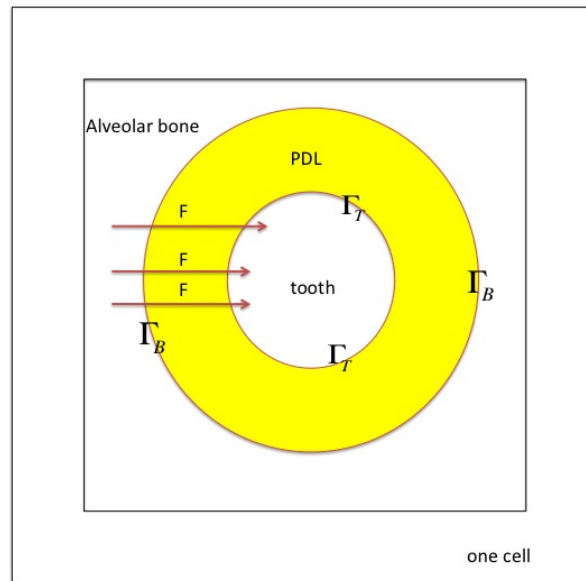 Alveolar bone
PDL
F
Γ_T
F
tooth
F
Γ_B
Γ_B
Γ_T
one cell